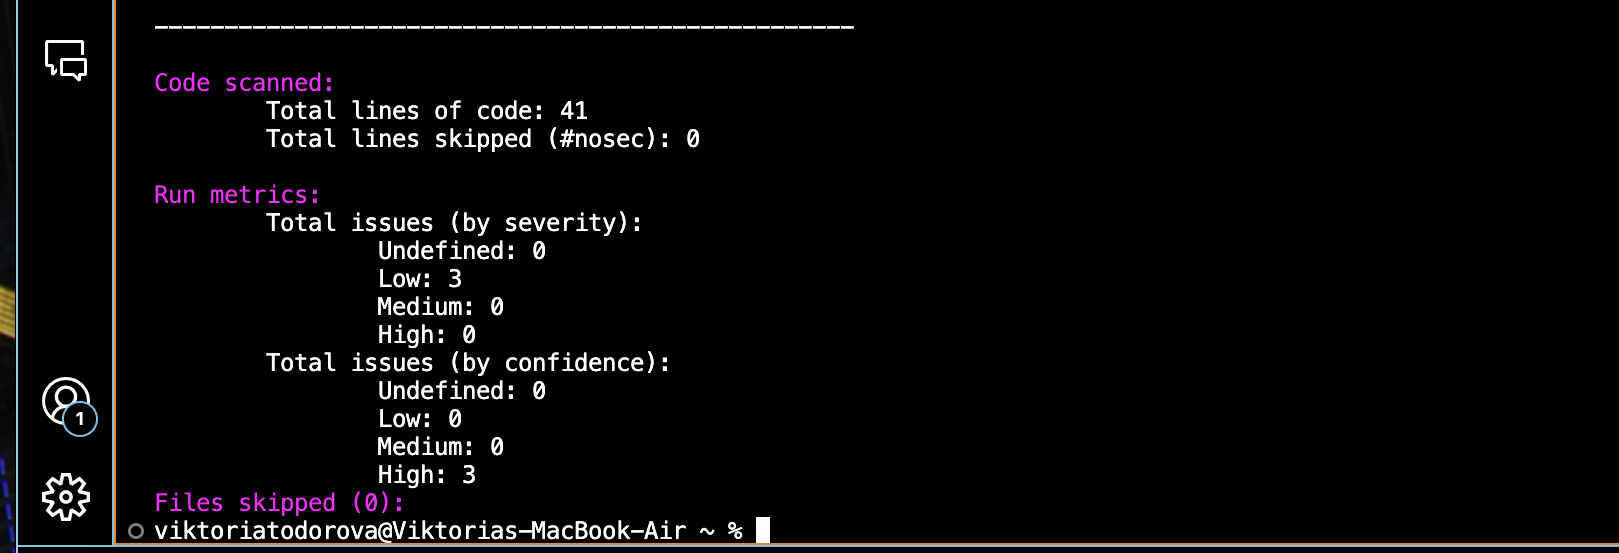 --------------------------------------------------
Code scanned:
Total lines of code: 41
Total lines skipped (#nosec): 0
Run metrics:
Total issues (by severity):
Undefined: 0
Low: 3
Medium: 0
High: 0
Total issues (by confidence):
Undefined: 0
Low: 0
Medium: 0
High: 3
Files skipped (0):
1
viktoriatodorova@Viktorias-MacBook-Air ~ %